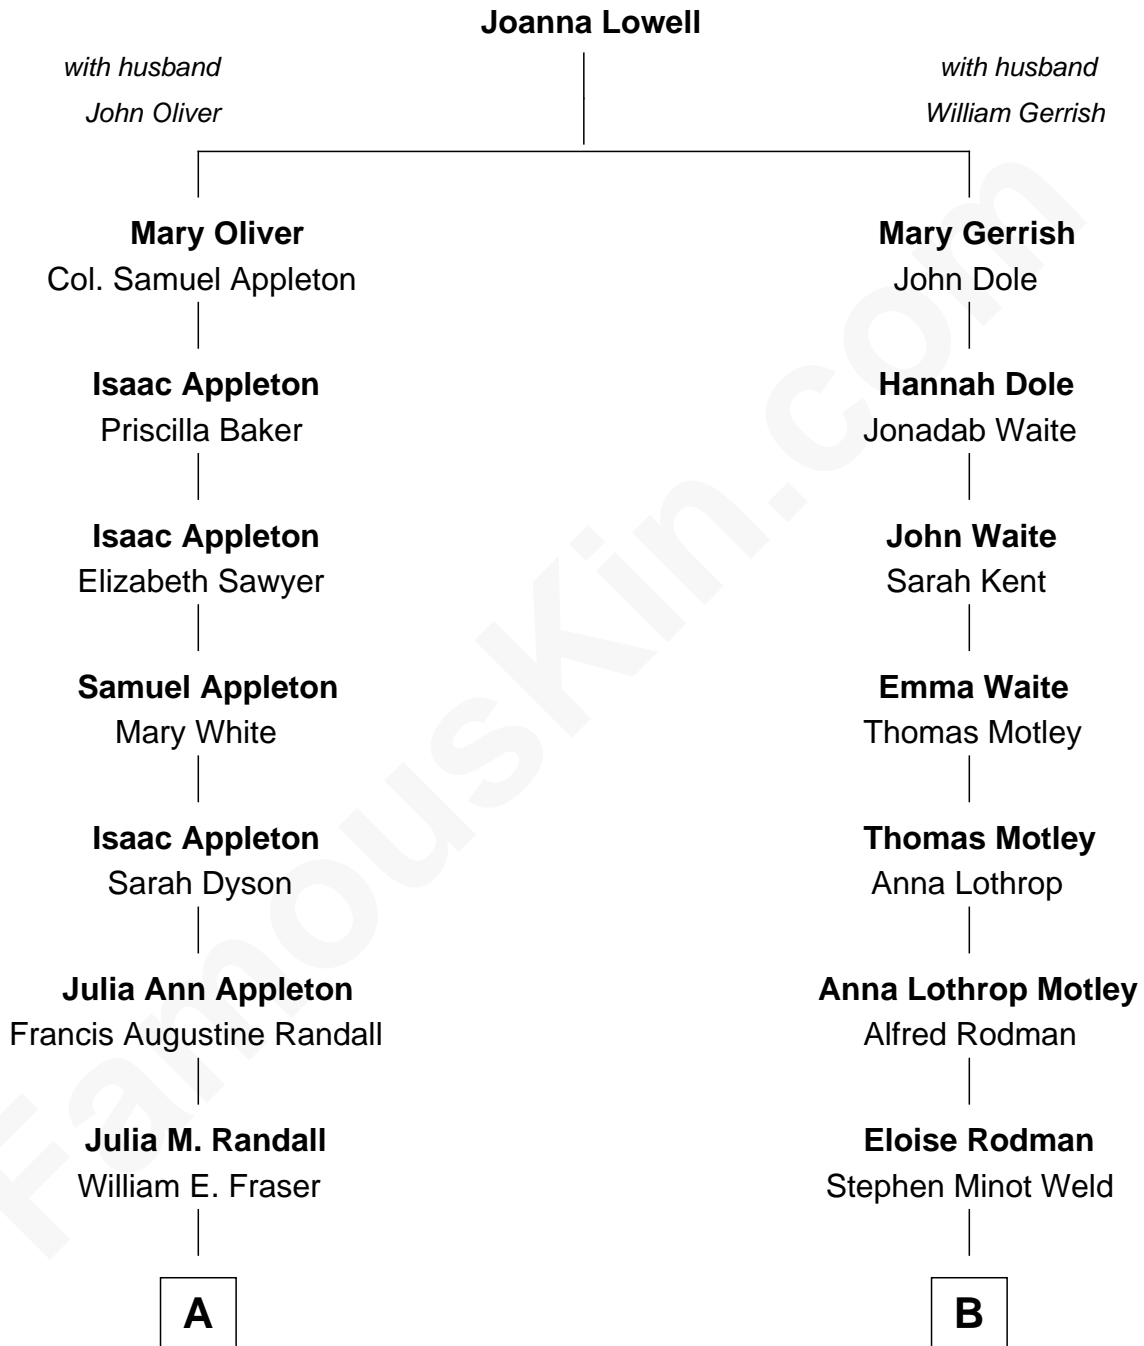 Joanna Lowell
with husband
John Oliver
with husband
William Gerrish
Mary Oliver
Col. Samuel Appleton
Mary Gerrish
John Dole
Isaac Appleton
Priscilla Baker
Hannah Dole
Jonadab Waite
Isaac Appleton
Elizabeth Sawyer
John Waite
Sarah Kent
Samuel Appleton
Mary White
Emma Waite
Thomas Motley
Isaac Appleton
Sarah Dyson
Thomas Motley
Anna Lothrop
Julia Ann Appleton
Francis Augustine Randall
Anna Lothrop Motley
Alfred Rodman
Julia M. Randall
William E. Fraser
Eloise Rodman
Stephen Minot Weld
A
B
FamousKin.com